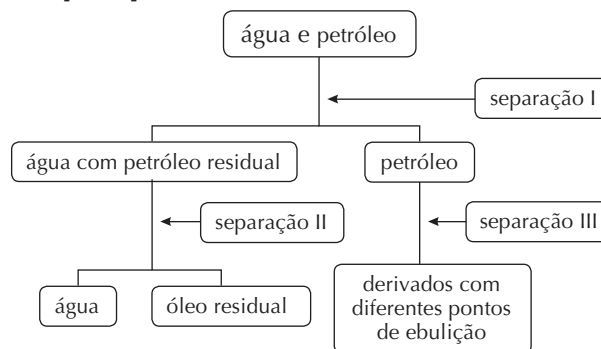 água e petróleo
separação I
água com petróleo residual
petróleo
separação II
separação III
água
óleo residual
derivados com
diferentes pontos
de ebulição